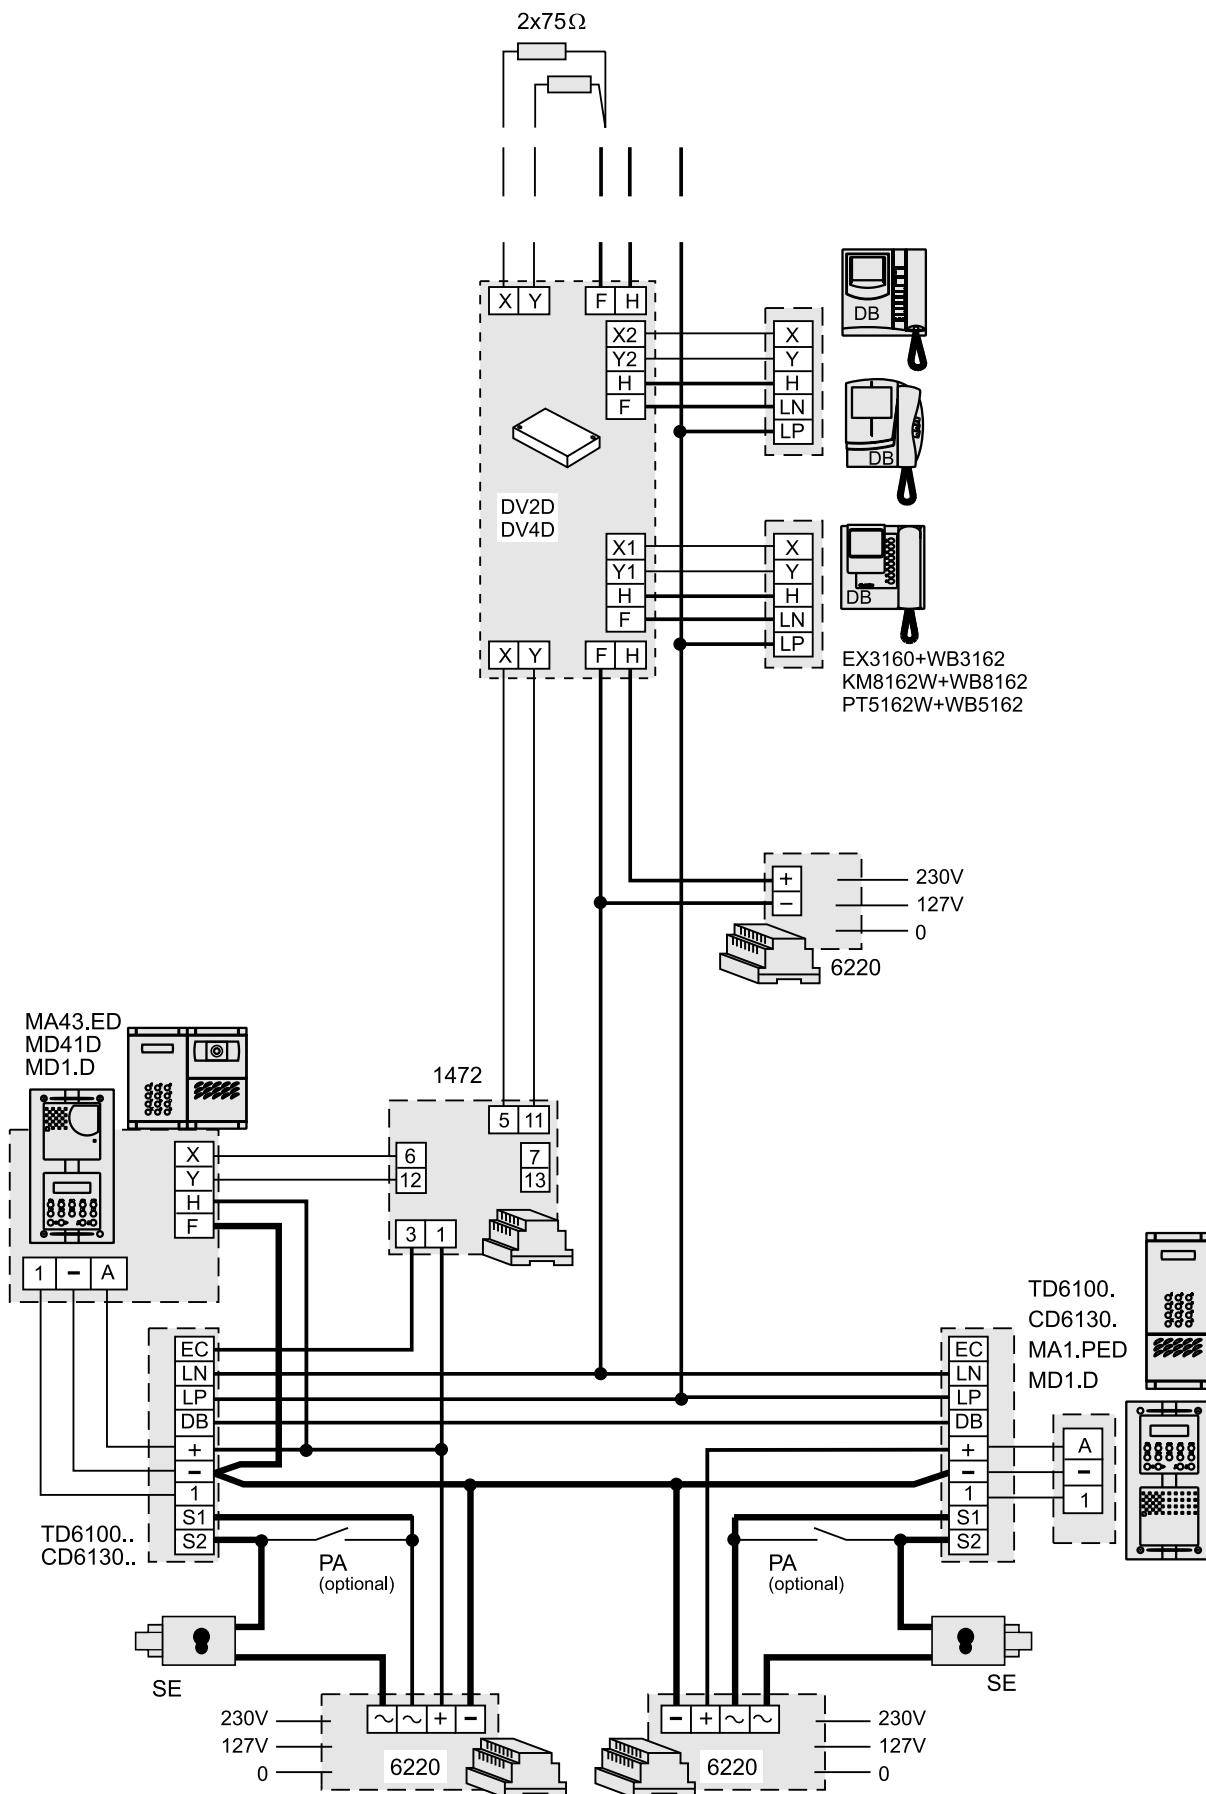 2x75Ω
X Y F H
X2 X
Y2 Y
H H
F LN
LP
DB
DB
DV2D
DV4D
X1 X
Y1 Y
H H
F LN
LP
DB
X Y F H
EX3160+WB3162
KM8162W+WB8162
PT5162W+WB5162
+ 230V
− 127V
0
6220
MA43.ED
MD41D
MD1.D
1472
5 11
X 6 7
Y 12 13
H
F
3 1
1 − A
TD6100.
CD6130.
MA1.PED
MD1.D
EC EC
LN LN
LP LP
DB DB
+ + A
− − −
1 1 1
S1 S1
S2 S2
TD6100..
CD6130..
PA
(optional)
PA
(optional)
SE
SE
~ ~ + −
− + ~ ~
230V 230V
127V 127V
0 0
6220 6220